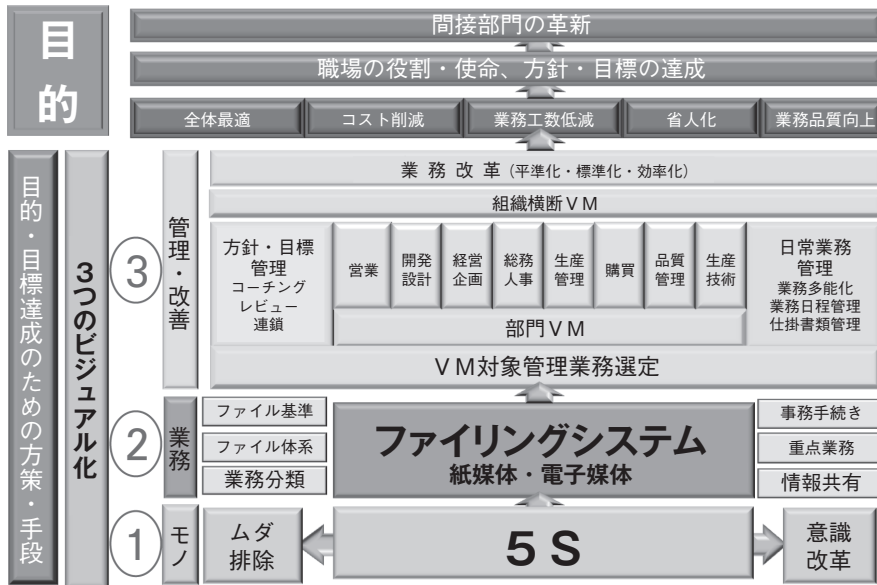 目的
間接部門の革新
職場の役割・使命、方針・目標の達成
全体最適
コスト削減
業務工数低減
省人化
業務品質向上
目的・目標達成のための方策・手段
3つのビジュアル化
③
管理・改善
業務改革(平準化・標準化・効率化)
組織横断VM
方針・目標
管理
コーチング
レビュー
連鎖
営業
開発
設計
経営
企画
総務
人事
生産
管理
購買
品質
管理
生産
技術
部門VM
日常業務
管理
業務多能化
業務日程管理
仕掛書類管理
VM対象管理業務選定
②
業務
ファイル基準
ファイル体系
業務分類
ファイリングシステム
紙媒体・電子媒体
事務手続き
重点業務
情報共有
①
モノ
ムダ
排除
5S
意識
改革